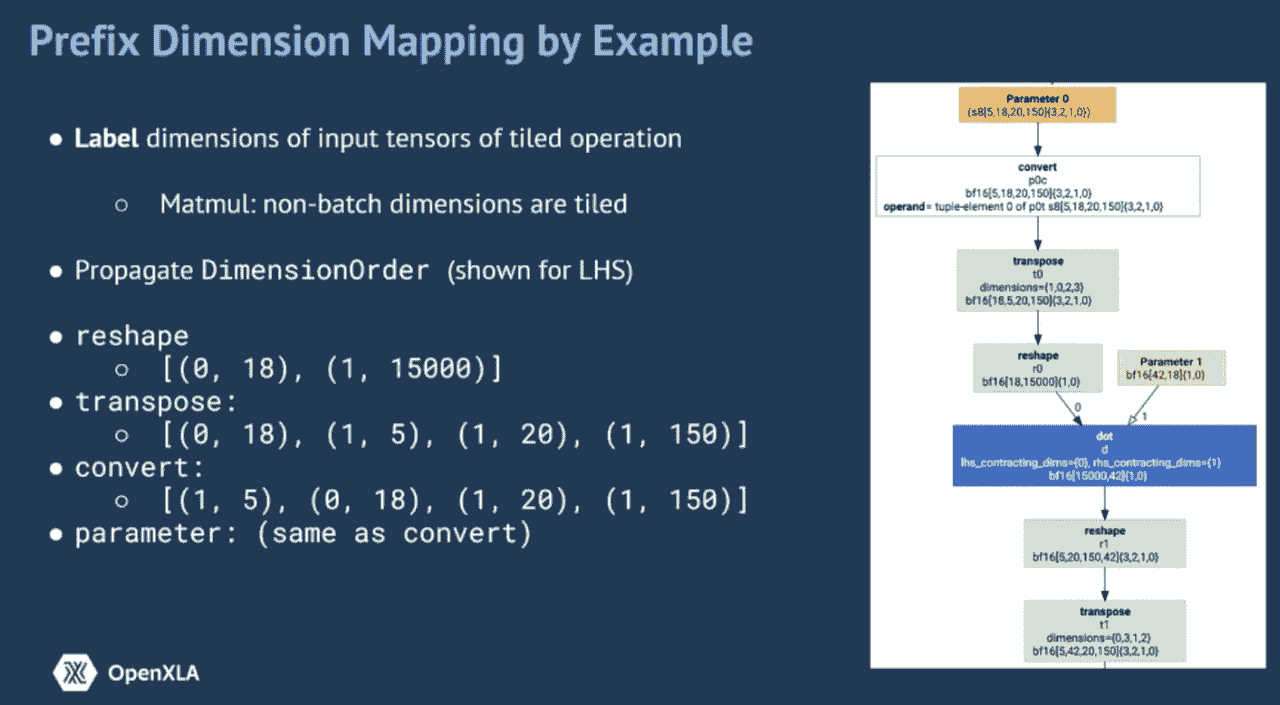 Prefix Dimension Mapping by Example
● Label dimensions of input tensors of tiled operation
○ Matmul: non-batch dimensions are tiled
● Propagate DimensionOrder (shown for LHS)
● reshape
○ [(0, 18), (1, 15000)]
● transpose:
○ [(0, 18), (1, 5), (1, 20), (1, 150)]
● convert:
○ [(1, 5), (0, 18), (1, 20), (1, 150)]
● parameter: (same as convert)
OpenXLA
Parameter 0
(s8[5,18,20,150]{3,2,1,0})
convert
p0c
bf16[5,18,20,150]{3,2,1,0}
operand= tuple-element 0 of p0t s8[5,18,20,150]{3,2,1,0}
transpose
t0
dimensions={1,0,2,3}
bf16[18,5,20,150]{3,2,1,0}
reshape
r0
bf16[18,15000]{1,0}
Parameter 1
bf16[42,18]{1,0}
0
1
dot
d
lhs_contracting_dims={0}, rhs_contracting_dims={1}
bf16[15000,42]{1,0}
reshape
r1
bf16[5,20,150,42]{3,2,1,0}
transpose
t1
dimensions={0,3,1,2}
bf16[5,42,20,150]{3,2,1,0}